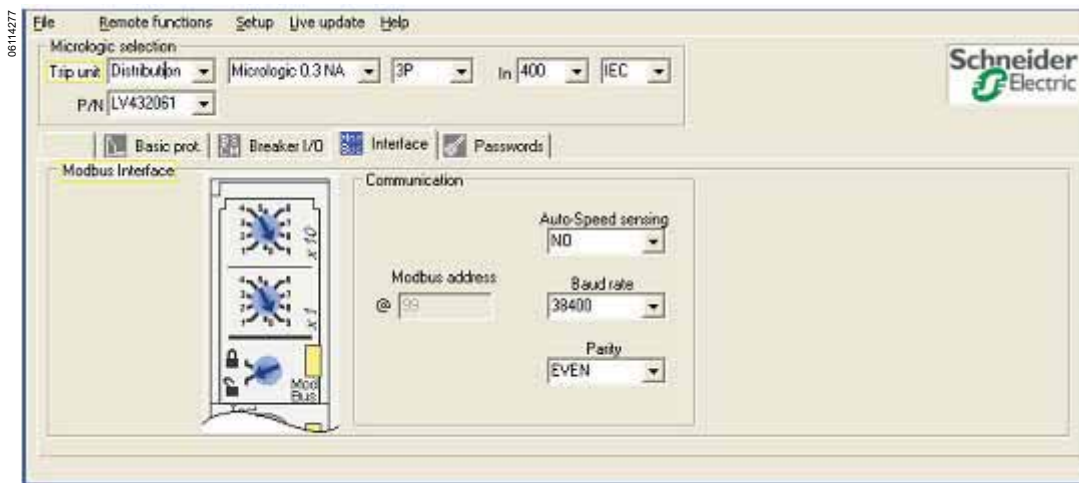 06114277
File Remote functions Setup Live update Help
Micrologic selection
Trip unit Distribution Micrologic 0.3 NA 3P In 400 IEC
P/N LV432061
Schneider
Electric
Basic prot. Breaker I/O Interface Passwords
Modbus Interface
Communication
x 10
Auto-Speed sensing
NO
Modbus address
@ 99
Baud rate
38400
x 1
Parity
EVEN
Mod
Bus